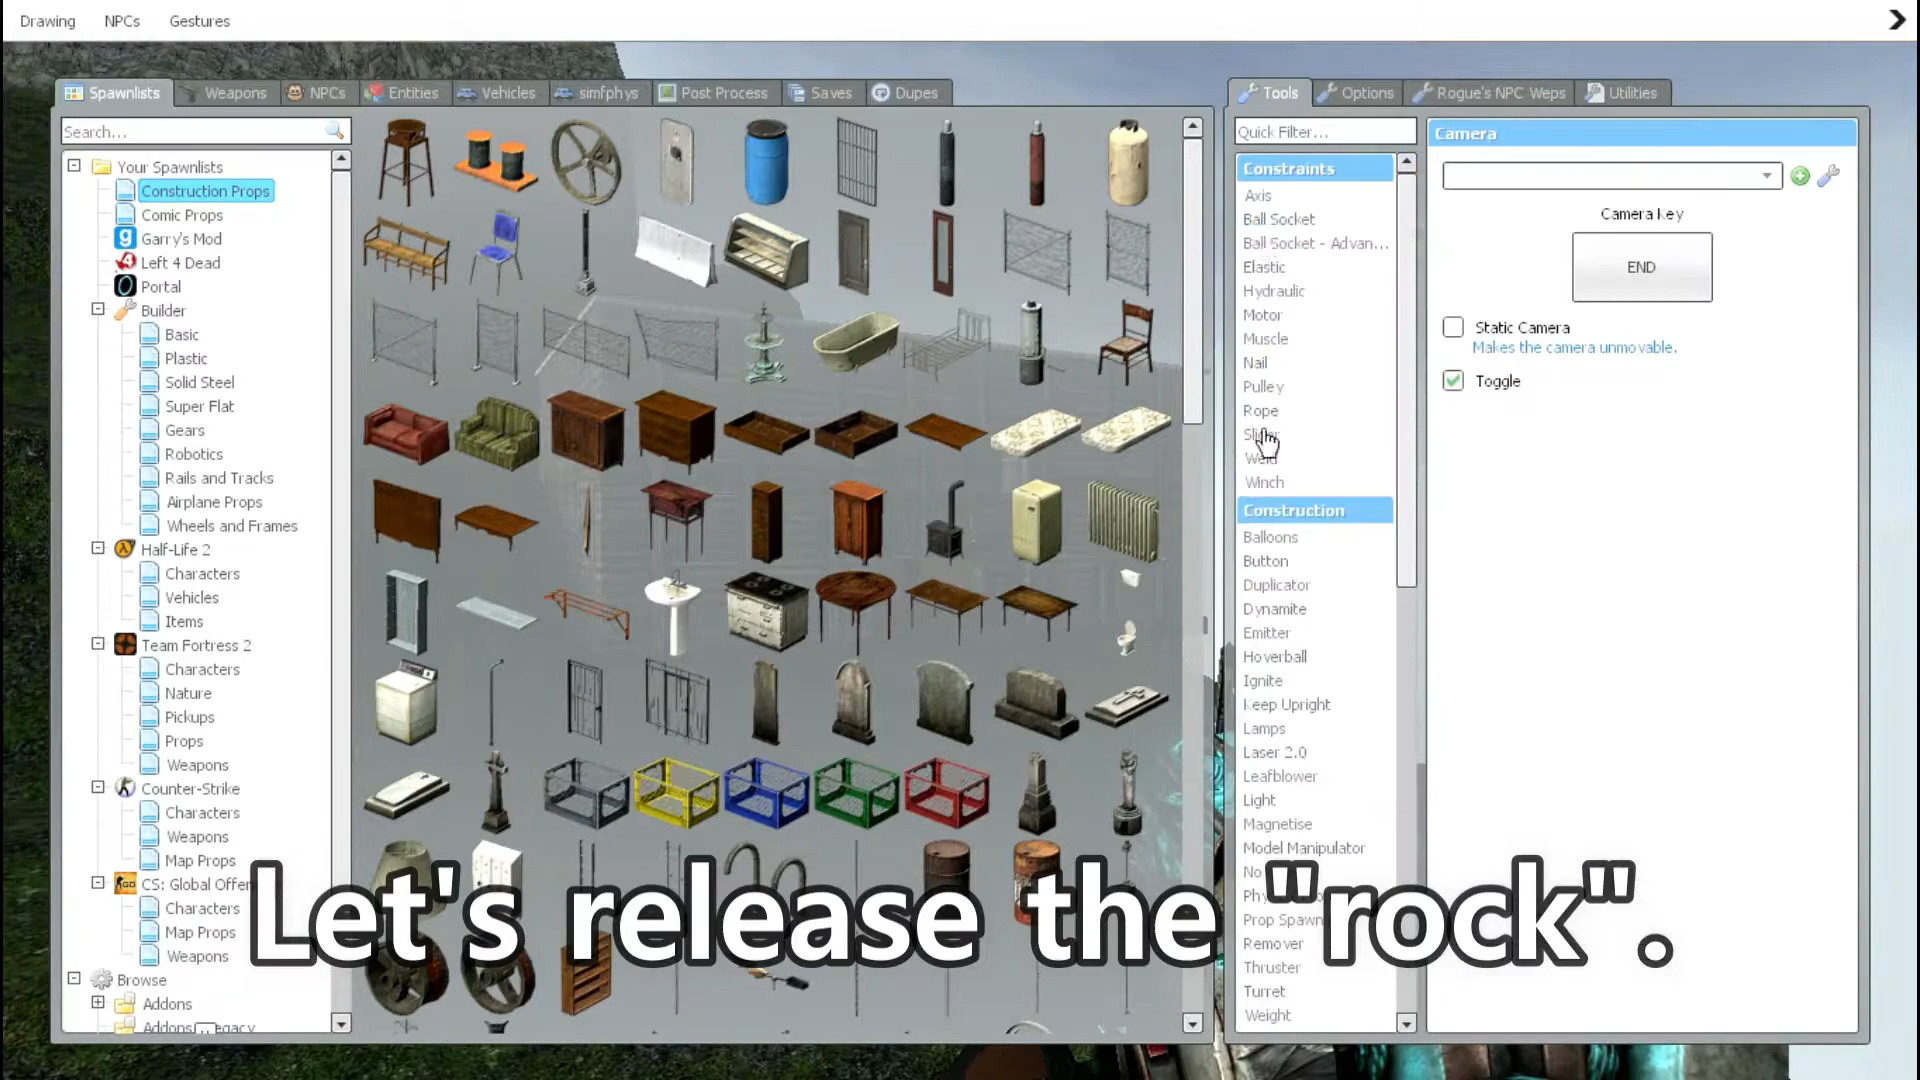 Drawing NPCs Gestures
Spawnlists Weapons NPCs Entities Vehicles simfphys Post Process Saves Dupes
Tools Options Rogue's NPC Weps Utilities
Search...
Your Spawnlists
Construction Props
Comic Props
Garry's Mod
Left 4 Dead
Portal
Builder
Basic
Plastic
Solid Steel
Super Flat
Gears
Robotics
Rails and Tracks
Airplane Props
Wheels and Frames
Half-Life 2
Characters
Vehicles
Items
Team Fortress 2
Characters
Nature
Pickups
Props
Weapons
Counter-Strike
Characters
Weapons
Map Props
CS: Global Offen
Characters
Map Props
Weapons
Browse
Addons
Quick Filter...
Constraints
Axis
Ball Socket
Ball Socket - Advan...
Elastic
Hydraulic
Motor
Muscle
Nail
Pulley
Rope
Weld
Winch
Construction
Balloons
Button
Duplicator
Dynamite
Emitter
Hoverball
Ignite
Keep Upright
Lamps
Laser 2.0
Leafblower
Light
Magnetise
Model Manipulator
No
Phy
Prop Spawn
Remover
Thruster
Turret
Weight
Camera
Camera Key
END
Static Camera
Makes the camera unmovable.
Toggle
Let's release the "rock".